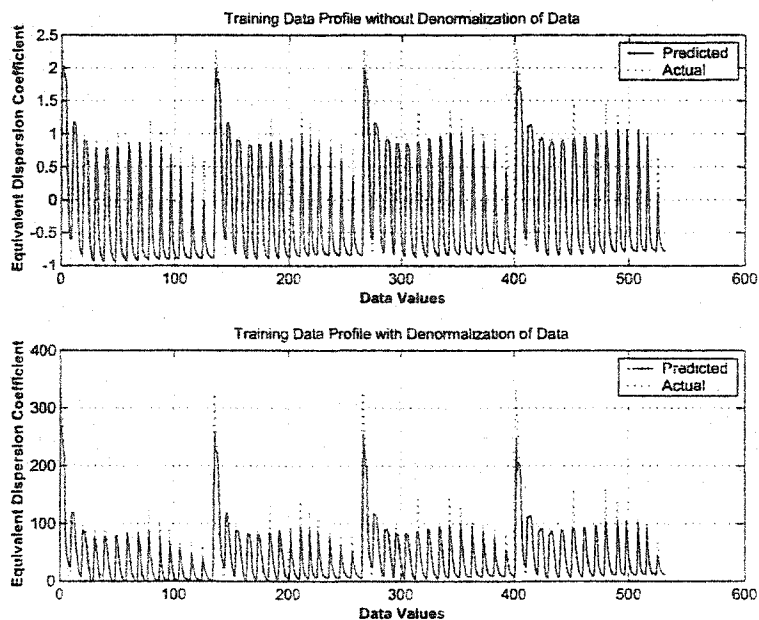 Training Data Profile without Denormalization of Data
Equivalent Dispersion Coefficient
2.5
2
1.5
1
0.5
0
-0.5
-1
Predicted
Actual
0 100 200 300 400 500 600
Data Values
Training Data Profile with Denormalization of Data
Equivalent Dispersion Coefficient
400
300
200
100
0
Predicted
Actual
0 100 200 300 400 500 600
Data Values